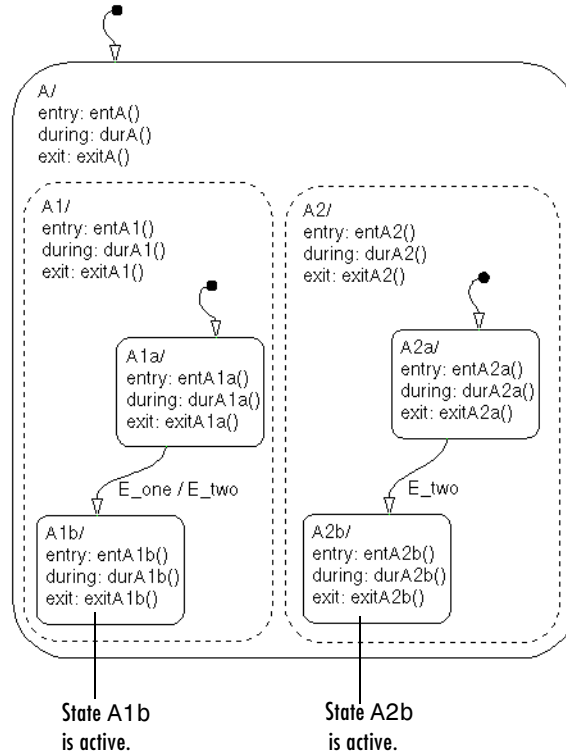 A/
entry: entA()
during: durA()
exit: exitA()
A1/
entry: entA1()
during: durA1()
exit: exitA1()
A1a/
entry: entA1a()
during: durA1a()
exit: exitA1a()
E_one / E_two
A1b/
entry: entA1b()
during: durA1b()
exit: exitA1b()
A2/
entry: entA2()
during: durA2()
exit: exitA2()
A2a/
entry: entA2a()
during: durA2a()
exit: exitA2a()
E_two
A2b/
entry: entA2b()
during: durA2b()
exit: exitA2b()
State A1b
is active.
State A2b
is active.